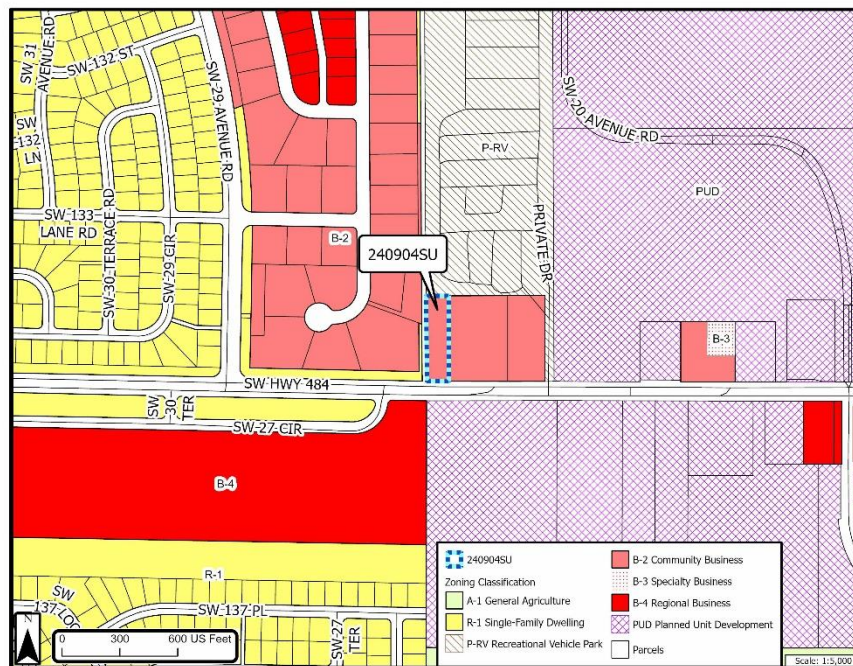 SW 31
AVENUE RD
SW-132 ST
SW
132
LN
SW 29 AVENUE RD
SW 133
LANE RD
SW-30 TERRACE RD
SW-29 CIR
B-2
240904SU
P-RV
PRIVATE DR
SW 20 AVENUE RD
PUD
B-3
SW HWY 484
SW
30
TER
SW-27 CIR
B-4
R-1
SW
137 LOOP
SW-137 PL
SW-27
TER
N
0 300 600 US Feet
240904SU
Zoning Classification
A-1 General Agriculture
R-1 Single-Family Dwelling
P-RV Recreational Vehicle Park
B-2 Community Business
B-3 Specialty Business
B-4 Regional Business
PUD Planned Unit Development
Parcels
Scale: 1:5,000